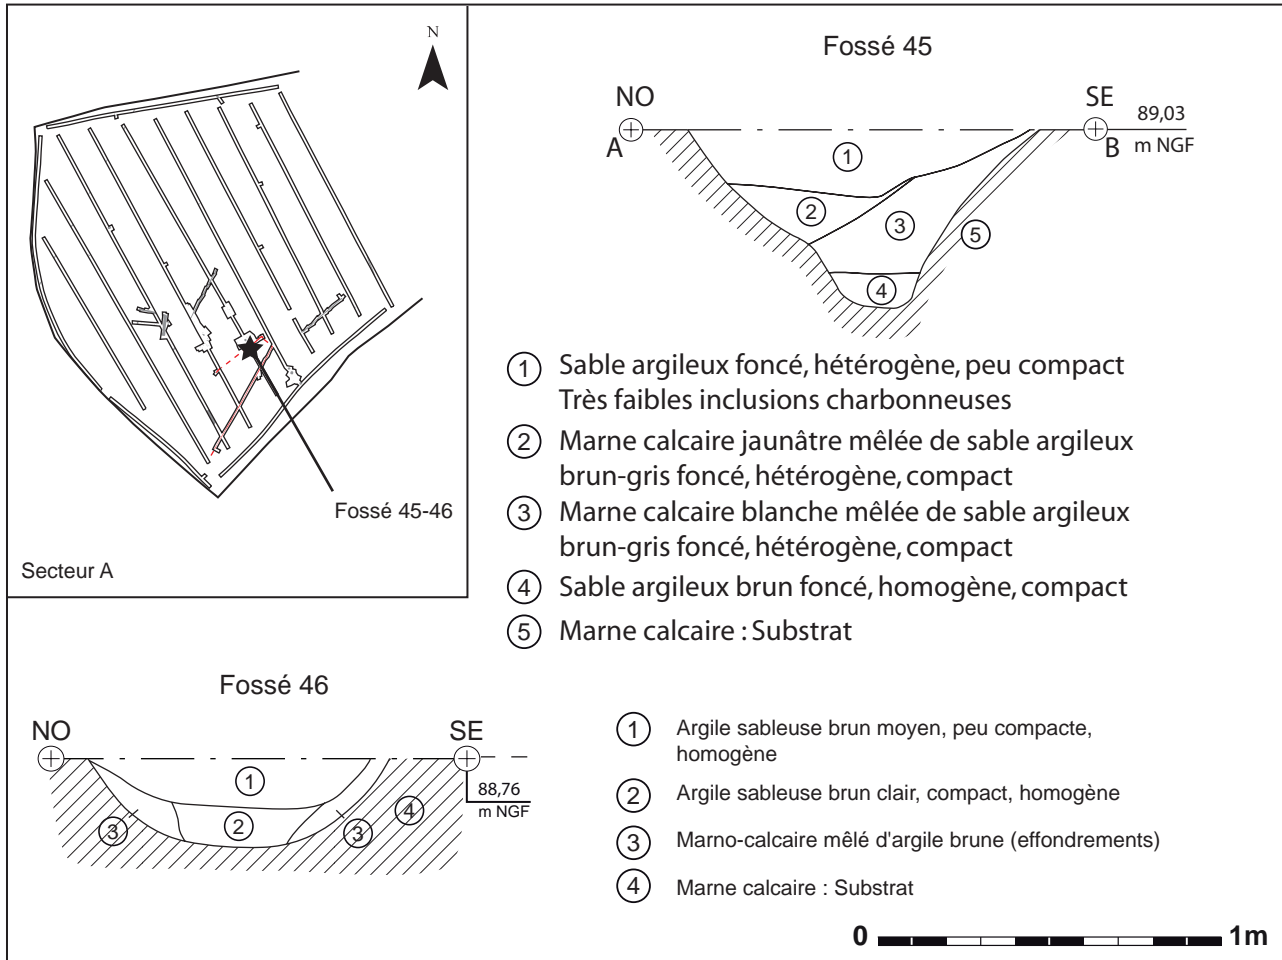 N
Fossé 45-46
Secteur A
Fossé 45
NO
SE
A
B
89,03
m NGF
1
2
3
4
5
1 Sable argileux foncé, hétérogène, peu compact
Très faibles inclusions charbonneuses
2 Marne calcaire jaunâtre mêlée de sable argileux
brun-gris foncé, hétérogène, compact
3 Marne calcaire blanche mêlée de sable argileux
brun-gris foncé, hétérogène, compact
4 Sable argileux brun foncé, homogène, compact
5 Marne calcaire : Substrat
Fossé 46
NO
SE
88,76
m NGF
1
2
3
3
4
1 Argile sableuse brun moyen, peu compacte,
homogène
2 Argile sableuse brun clair, compact, homogène
3 Marno-calcaire mêlé d'argile brune (effondrements)
4 Marne calcaire : Substrat
0 1m